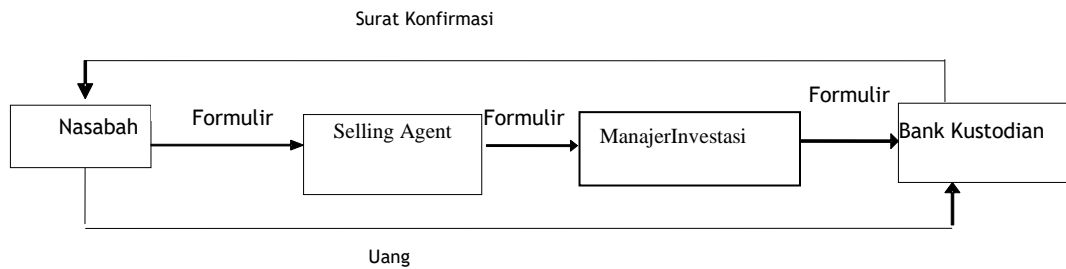 Surat Konfirmasi
Formulir
Nasabah
Formulir
Selling Agent
Formulir
ManajerInvestasi
Bank Kustodian
Uang